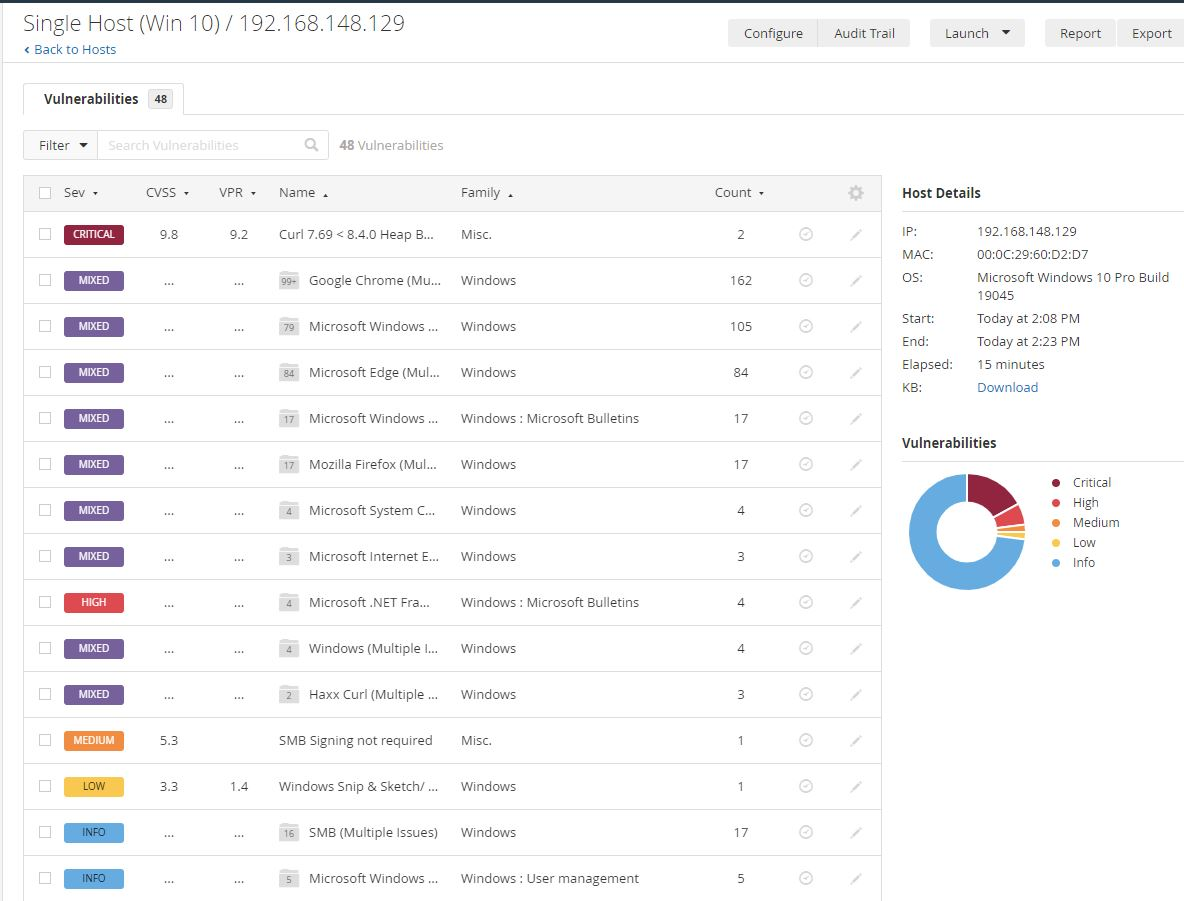 Single Host (Win 10) / 192.168.148.129
‹ Back to Hosts
Configure Audit Trail Launch Report Export
Vulnerabilities 48
Filter Search Vulnerabilities 48 Vulnerabilities
Sev CVSS VPR Name Family Count
CRITICAL 9.8 9.2 Curl 7.69 < 8.4.0 Heap B... Misc. 2
MIXED ... ... 99+ Google Chrome (Mu... Windows 162
MIXED ... ... 79 Microsoft Windows ... Windows 105
MIXED ... ... 84 Microsoft Edge (Mul... Windows 84
MIXED ... ... 17 Microsoft Windows ... Windows : Microsoft Bulletins 17
MIXED ... ... 17 Mozilla Firefox (Mul... Windows 17
MIXED ... ... 4 Microsoft System C... Windows 4
MIXED ... ... 3 Microsoft Internet E... Windows 3
HIGH ... ... 4 Microsoft .NET Fra... Windows : Microsoft Bulletins 4
MIXED ... ... 4 Windows (Multiple I... Windows 4
MIXED ... ... 2 Haxx Curl (Multiple ... Windows 3
MEDIUM 5.3 SMB Signing not required Misc. 1
LOW 3.3 1.4 Windows Snip & Sketch/ ... Windows 1
INFO ... ... 16 SMB (Multiple Issues) Windows 17
INFO ... ... 5 Microsoft Windows ... Windows : User management 5
Host Details
IP: 192.168.148.129
MAC: 00:0C:29:60:D2:D7
OS: Microsoft Windows 10 Pro Build
19045
Start: Today at 2:08 PM
End: Today at 2:23 PM
Elapsed: 15 minutes
KB: Download
Vulnerabilities
Critical
High
Medium
Low
Info